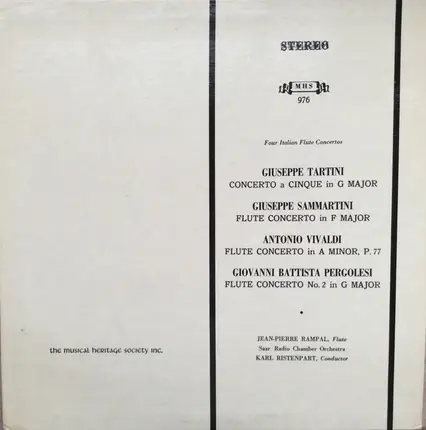 STEREO
MHS
976
Four Italian Flute Concertos
GIUSEPPE TARTINI
CONCERTO a CINQUE in G MAJOR
GIUSEPPE SAMMARTINI
FLUTE CONCERTO in F MAJOR
ANTONIO VIVALDI
FLUTE CONCERTO in A MINOR, P. 77
GIOVANNI BATTISTA PERGOLESI
FLUTE CONCERTO No. 2 in G MAJOR
JEAN-PIERRE RAMPAL, Flute
Saar Radio Chamber Orchestra
KARL RISTENPART, Conductor
the musical heritage society inc.